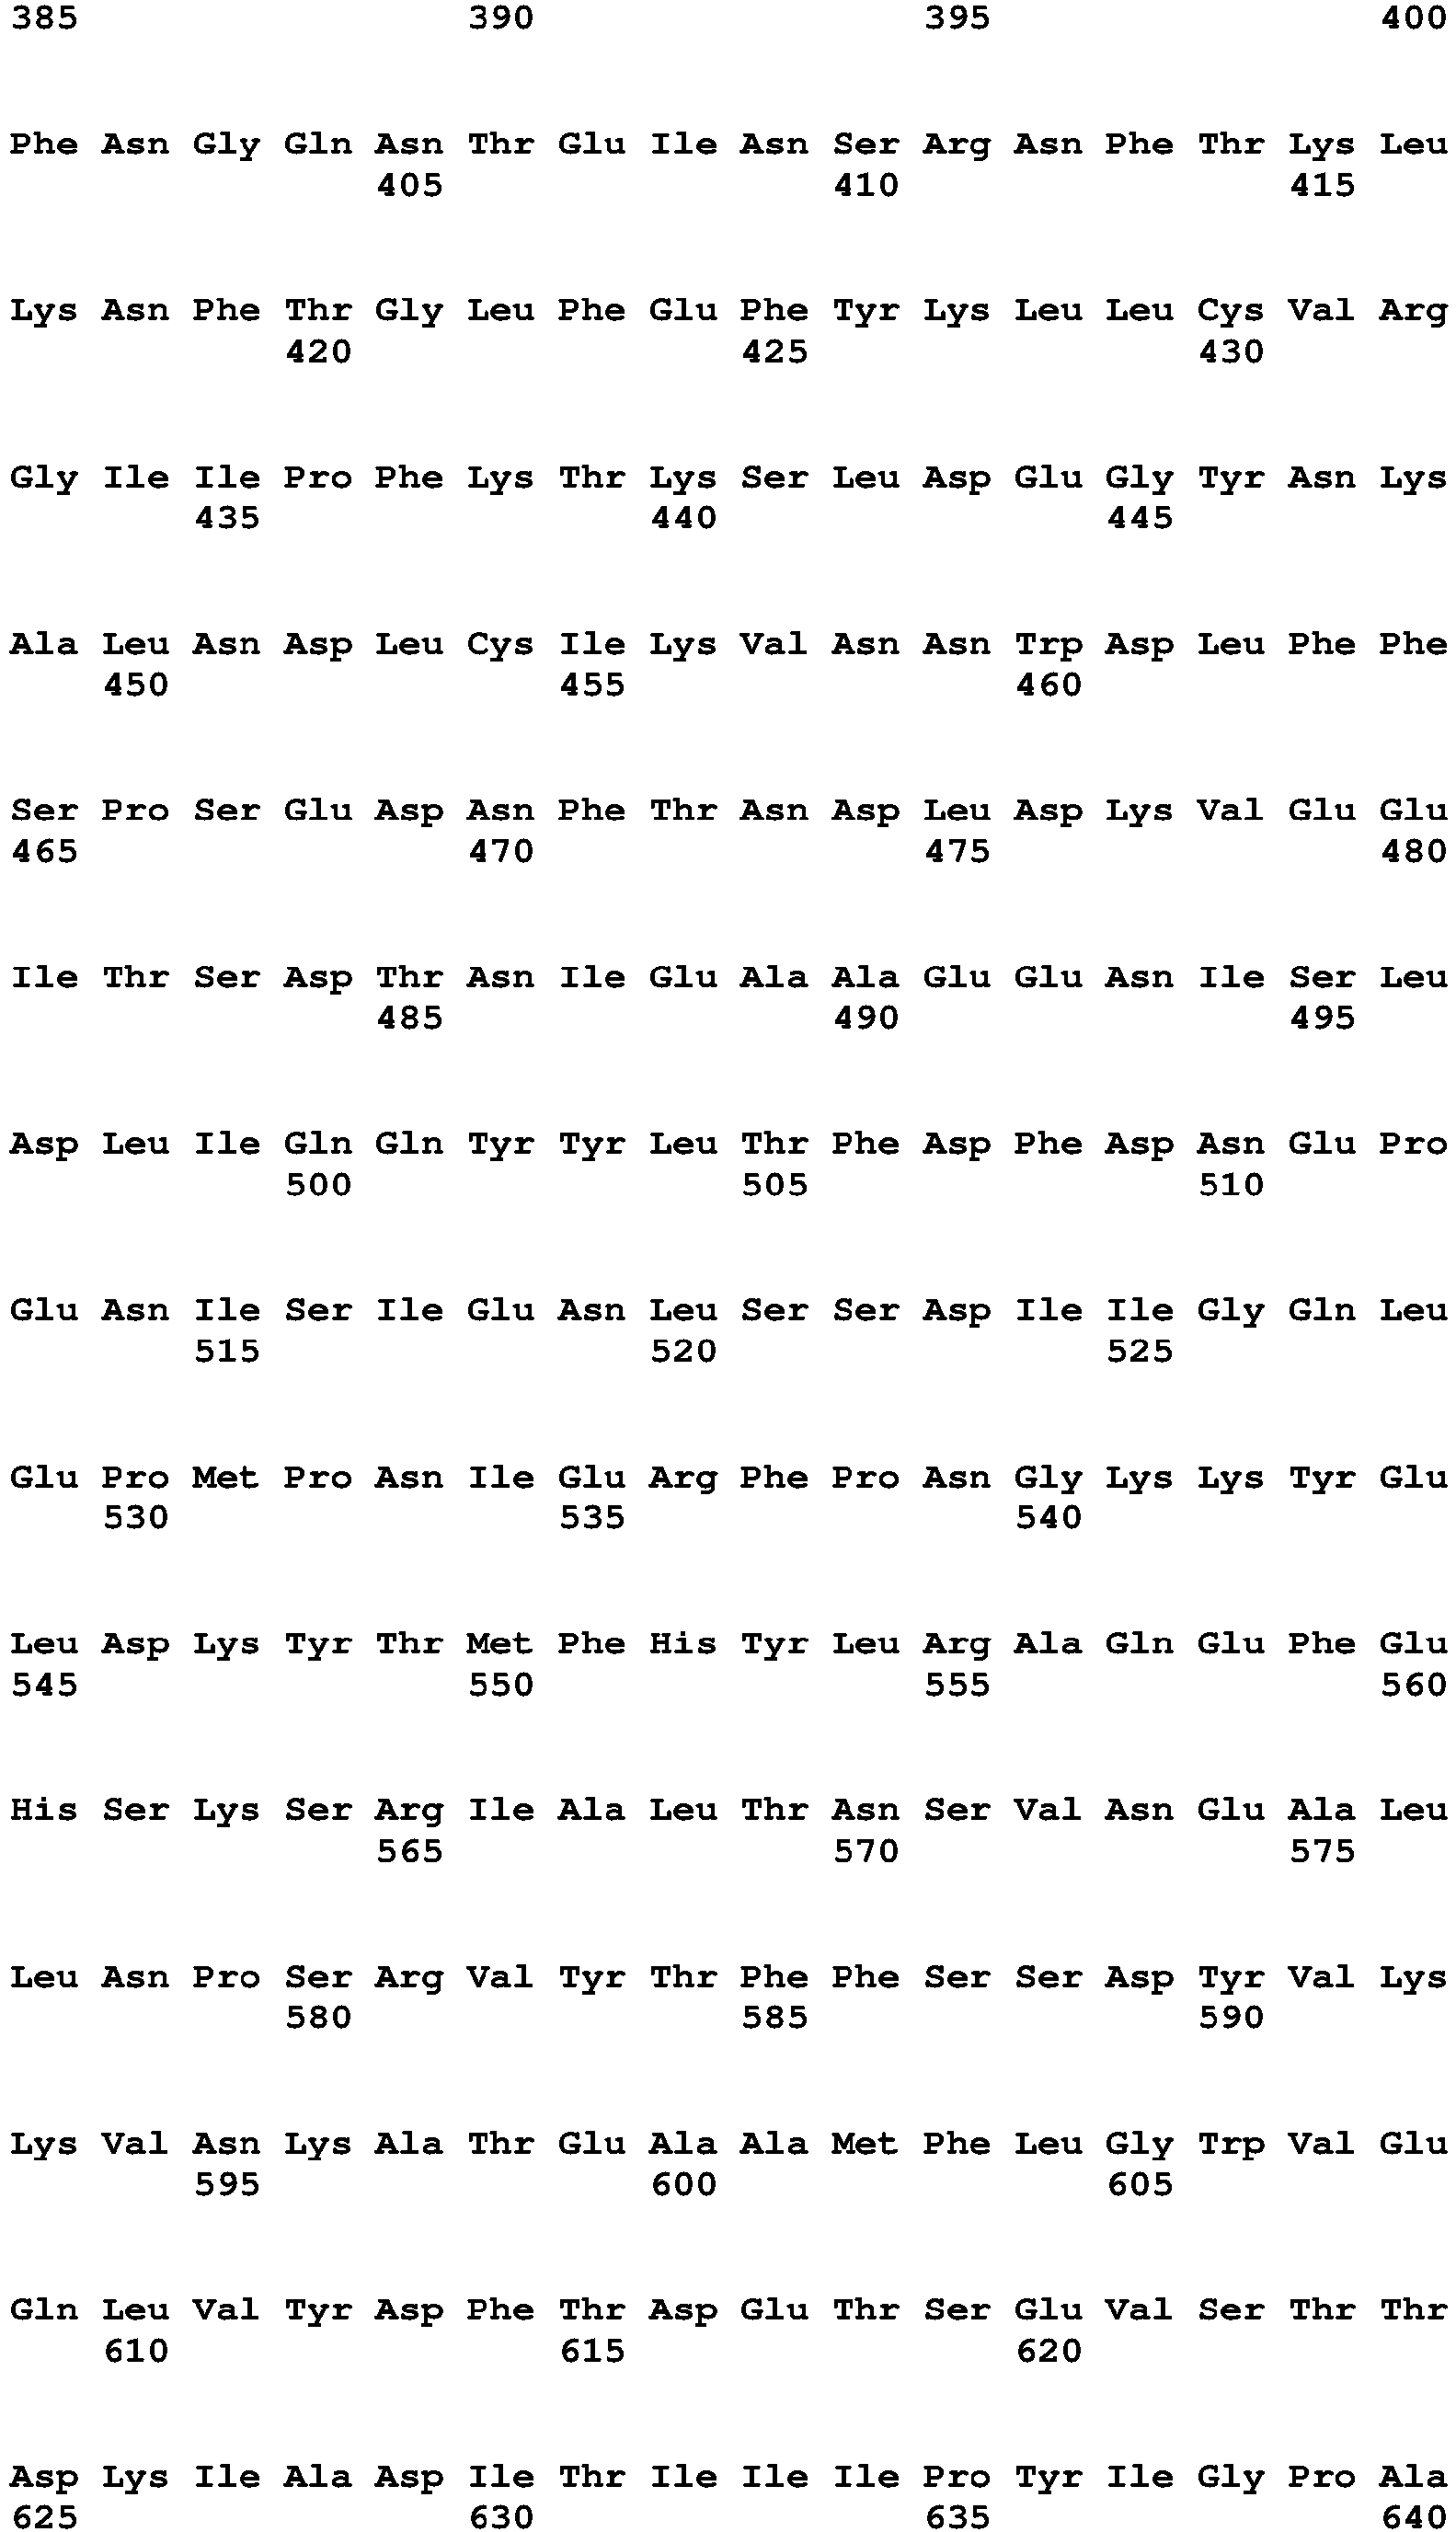 385 390 395 400
Phe Asn Gly Gln Asn Thr Glu Ile Asn Ser Arg Asn Phe Thr Lys Leu
405 410 415
Lys Asn Phe Thr Gly Leu Phe Glu Phe Tyr Lys Leu Leu Cys Val Arg
420 425 430
Gly Ile Ile Pro Phe Lys Thr Lys Ser Leu Asp Glu Gly Tyr Asn Lys
435 440 445
Ala Leu Asn Asp Leu Cys Ile Lys Val Asn Asn Trp Asp Leu Phe Phe
450 455 460
Ser Pro Ser Glu Asp Asn Phe Thr Asn Asp Leu Asp Lys Val Glu Glu
465 470 475 480
Ile Thr Ser Asp Thr Asn Ile Glu Ala Ala Glu Glu Asn Ile Ser Leu
485 490 495
Asp Leu Ile Gln Gln Tyr Tyr Leu Thr Phe Asp Phe Asp Asn Glu Pro
500 505 510
Glu Asn Ile Ser Ile Glu Asn Leu Ser Ser Asp Ile Ile Gly Gln Leu
515 520 525
Glu Pro Met Pro Asn Ile Glu Arg Phe Pro Asn Gly Lys Lys Tyr Glu
530 535 540
Leu Asp Lys Tyr Thr Met Phe His Tyr Leu Arg Ala Gln Glu Phe Glu
545 550 555 560
His Ser Lys Ser Arg Ile Ala Leu Thr Asn Ser Val Asn Glu Ala Leu
565 570 575
Leu Asn Pro Ser Arg Val Tyr Thr Phe Phe Ser Ser Asp Tyr Val Lys
580 585 590
Lys Val Asn Lys Ala Thr Glu Ala Ala Met Phe Leu Gly Trp Val Glu
595 600 605
Gln Leu Val Tyr Asp Phe Thr Asp Glu Thr Ser Glu Val Ser Thr Thr
610 615 620
Asp Lys Ile Ala Asp Ile Thr Ile Ile Ile Pro Tyr Ile Gly Pro Ala
625 630 635 640